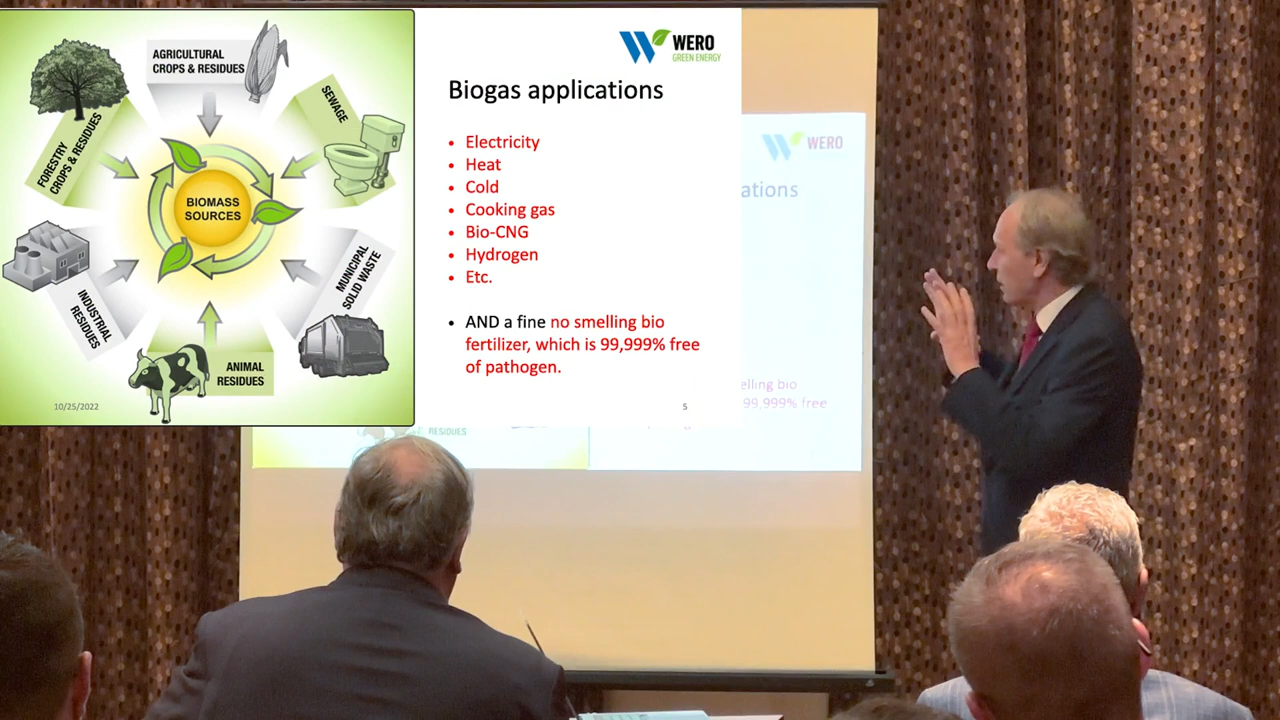 AGRICULTURAL
CROPS & RESIDUES
SEWAGE
FORESTRY
CROPS & RESIDUES
BIOMASS
SOURCES
MUNICIPAL
SOLID WASTE
INDUSTRIAL
RESIDUES
ANIMAL
RESIDUES
10/25/2022
WERO
GREEN ENERGY
Biogas applications
• Electricity
• Heat
• Cold
• Cooking gas
• Bio-CNG
• Hydrogen
• Etc.
• AND a fine no smelling bio
fertilizer, which is 99,999% free
of pathogen.
5
WERO
ations
elling bio
99,999% free
RESIDUES